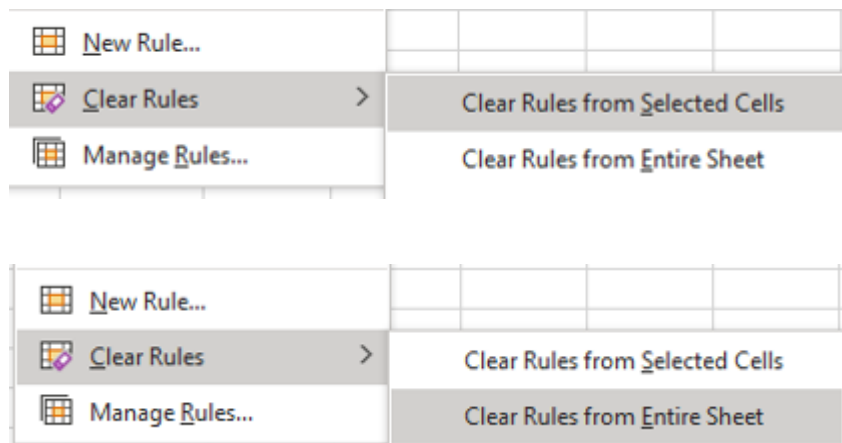 New Rule...
Clear Rules >
Clear Rules from Selected Cells
Manage Rules...
Clear Rules from Entire Sheet
New Rule...
Clear Rules >
Clear Rules from Selected Cells
Manage Rules...
Clear Rules from Entire Sheet